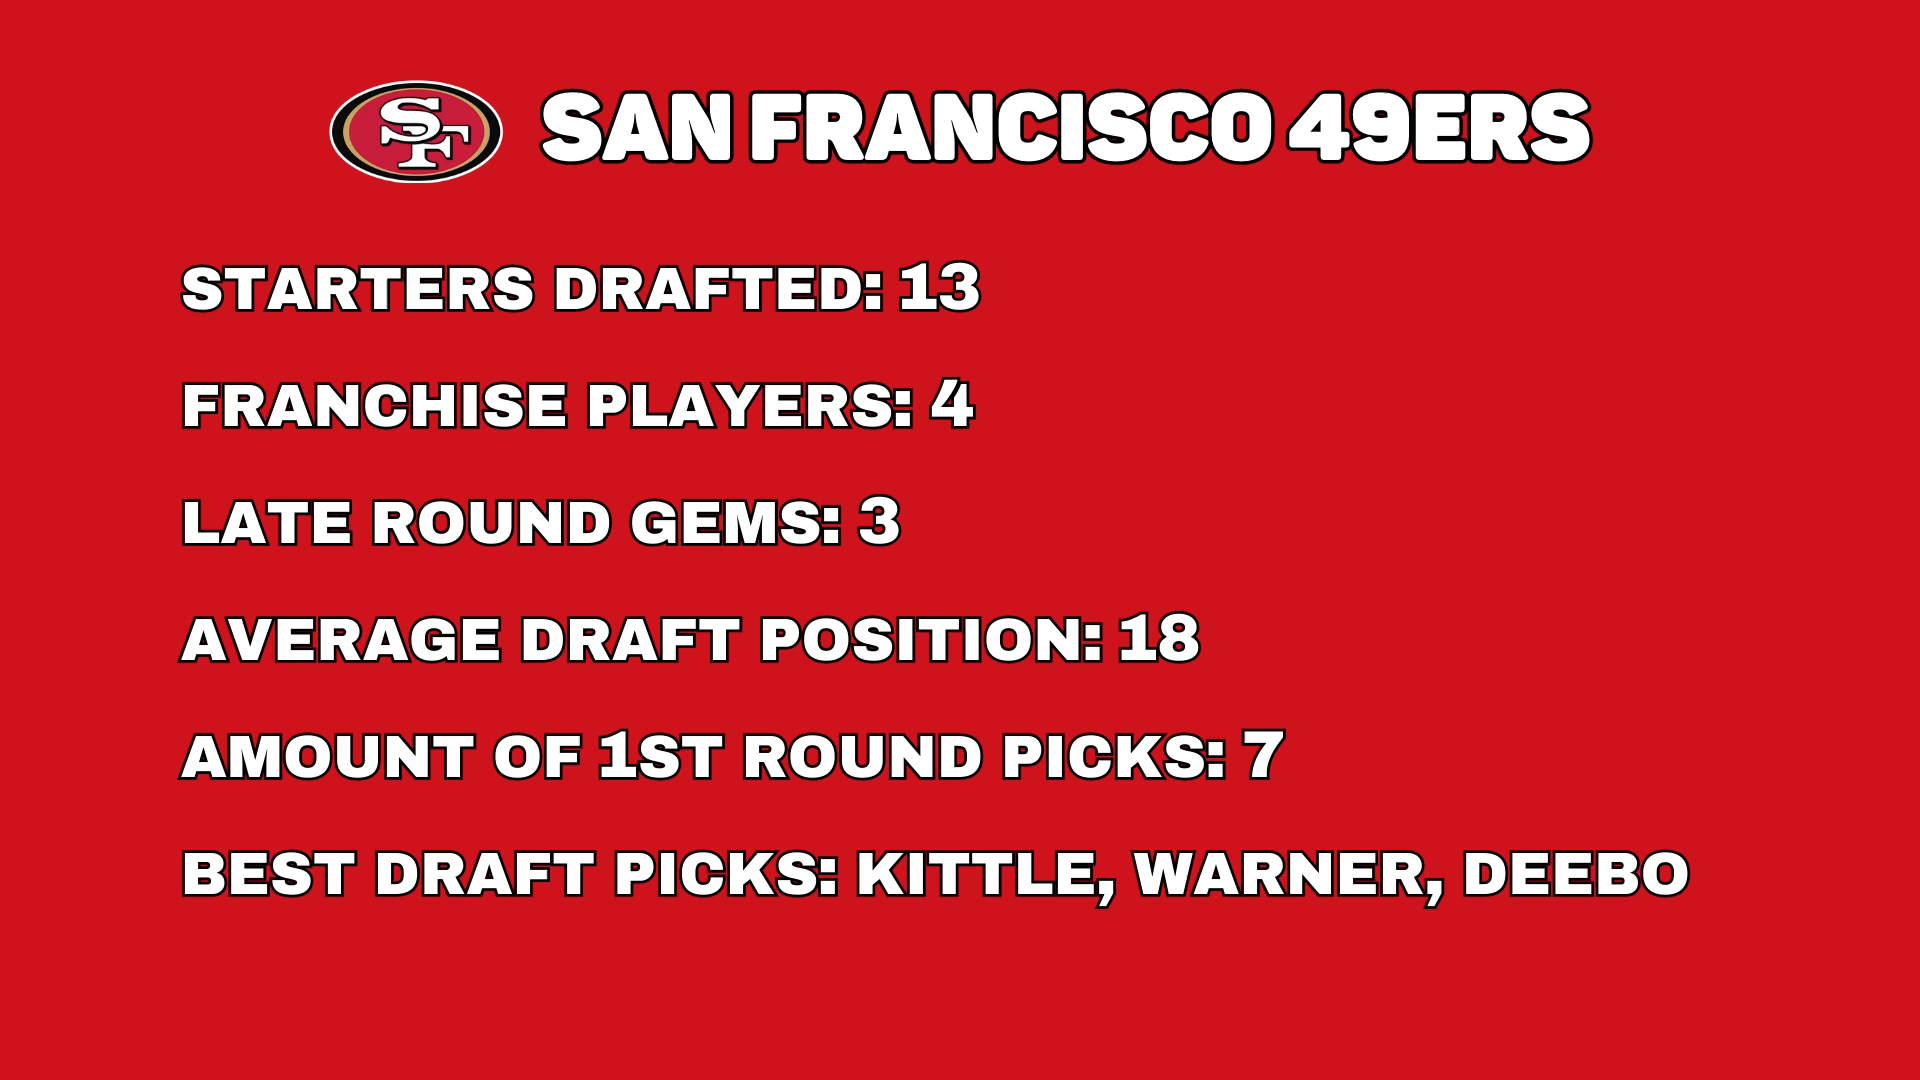 SF SAN FRANCISCO 49ERS
STARTERS DRAFTED: 13
FRANCHISE PLAYERS: 4
LATE ROUND GEMS: 3
AVERAGE DRAFT POSITION: 18
AMOUNT OF 1ST ROUND PICKS: 7
BEST DRAFT PICKS: KITTLE, WARNER, DEEBO